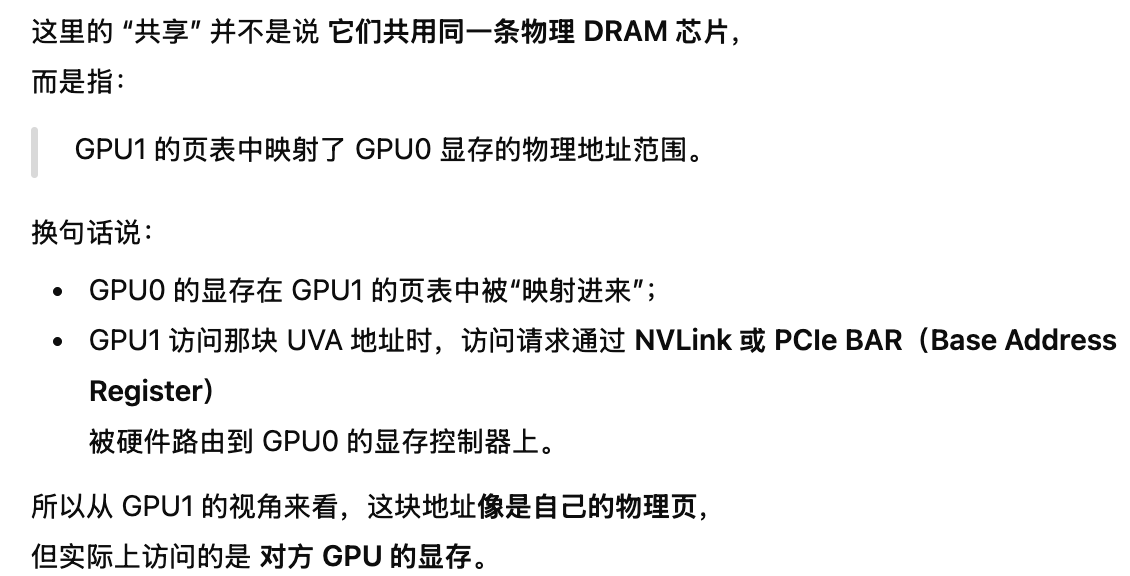 这里的 “共享” 并不是说 它们共用同一条物理 DRAM 芯片，
而是指：
GPU1 的页表中映射了 GPU0 显存的物理地址范围。
换句话说：
• GPU0 的显存在 GPU1 的页表中被“映射进来”；
• GPU1 访问那块 UVA 地址时，访问请求通过 NVLink 或 PCIe BAR（Base Address
Register）
被硬件路由到 GPU0 的显存控制器上。
所以从 GPU1 的视角来看，这块地址像是自己的物理页，
但实际上访问的是 对方 GPU 的显存。